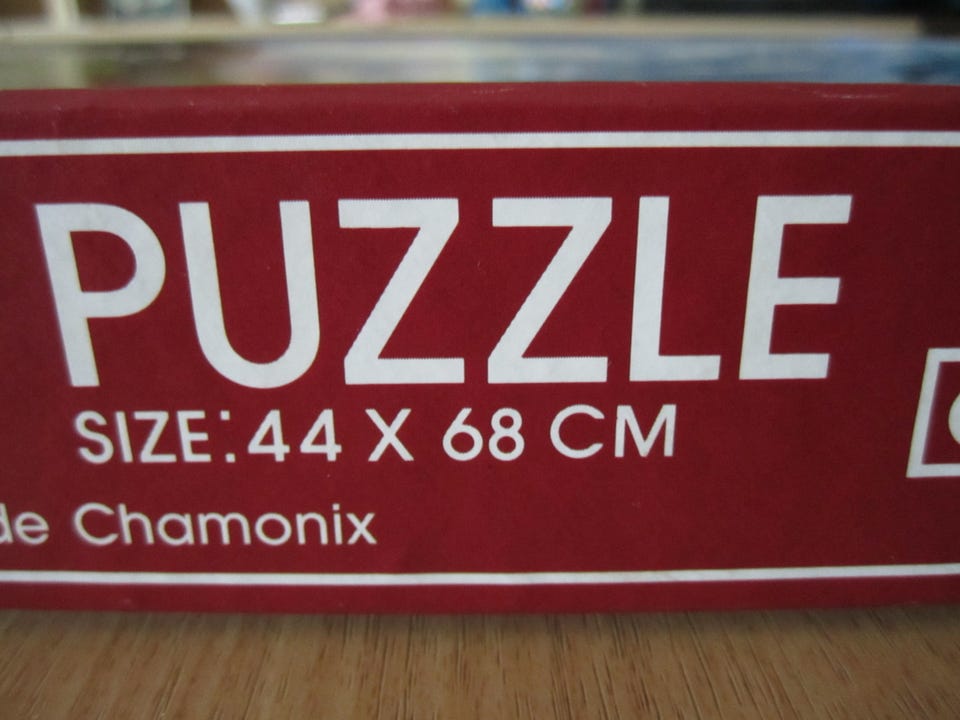 PUZZLE
SIZE: 44 X 68 CM
de Chamonix